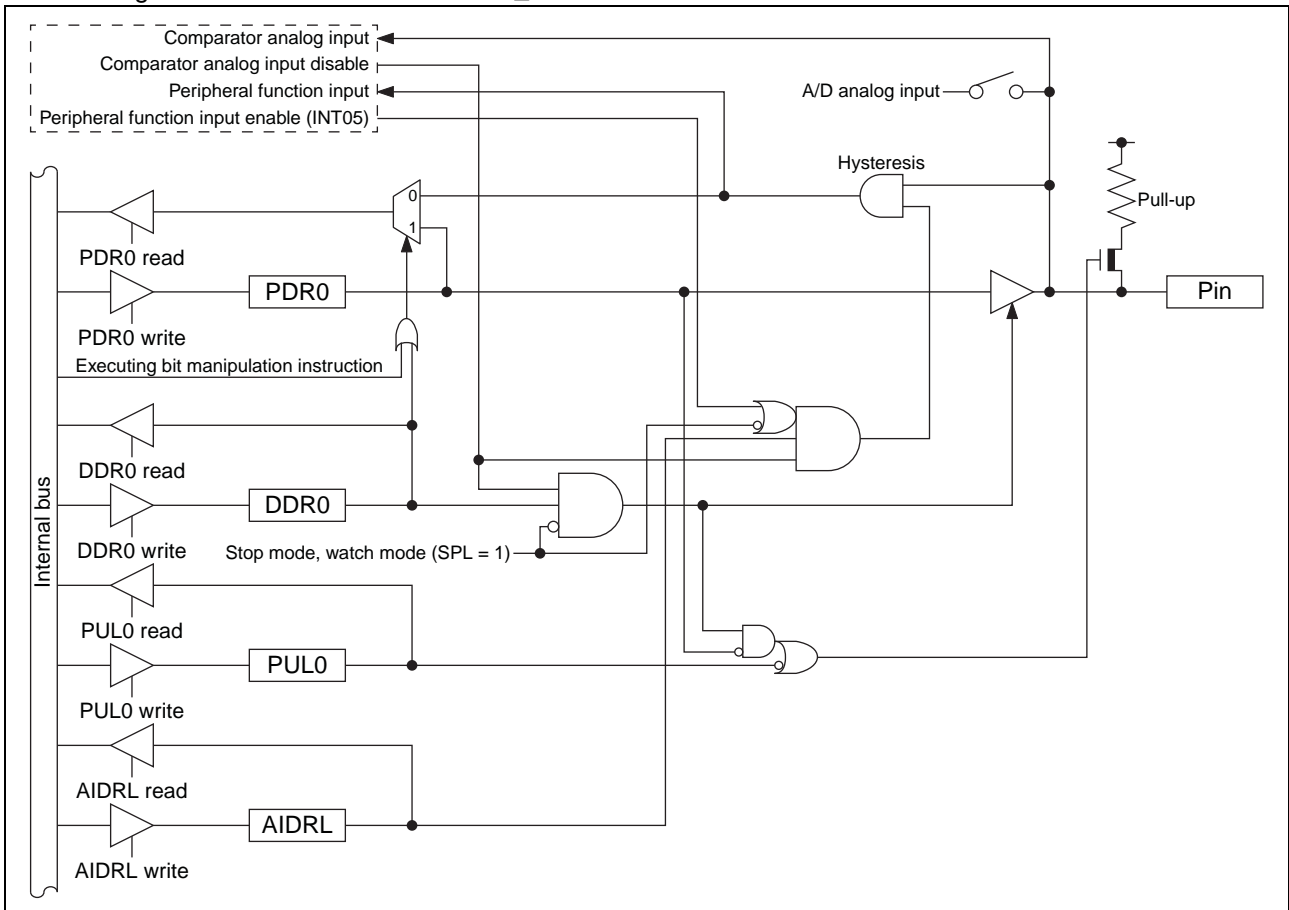 Comparator analog input
Comparator analog input disable
Peripheral function input
Peripheral function input enable (INT05)
A/D analog input
Hysteresis
Pull-up
0
1
PDR0 read
PDR0
Pin
PDR0 write
Executing bit manipulation instruction
DDR0 read
DDR0
DDR0 write
Stop mode, watch mode (SPL = 1)
Internal bus
PUL0 read
PUL0
PUL0 write
AIDRL read
AIDRL
AIDRL write